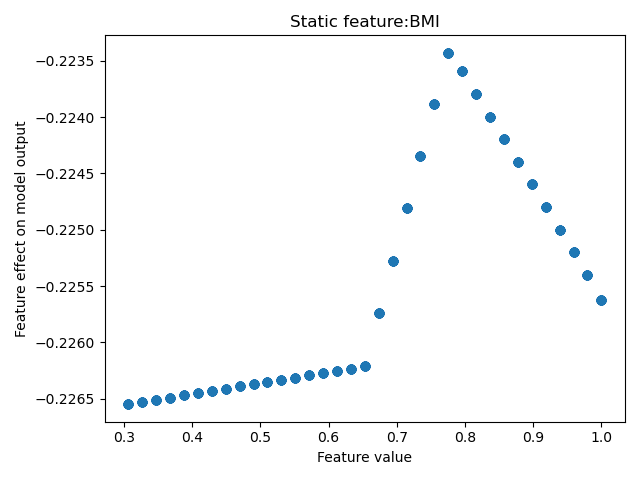 Static feature:BMI
Feature effect on model output
−0.2235
−0.2240
−0.2245
−0.2250
−0.2255
−0.2260
−0.2265
0.3 0.4 0.5 0.6 0.7 0.8 0.9 1.0
Feature value